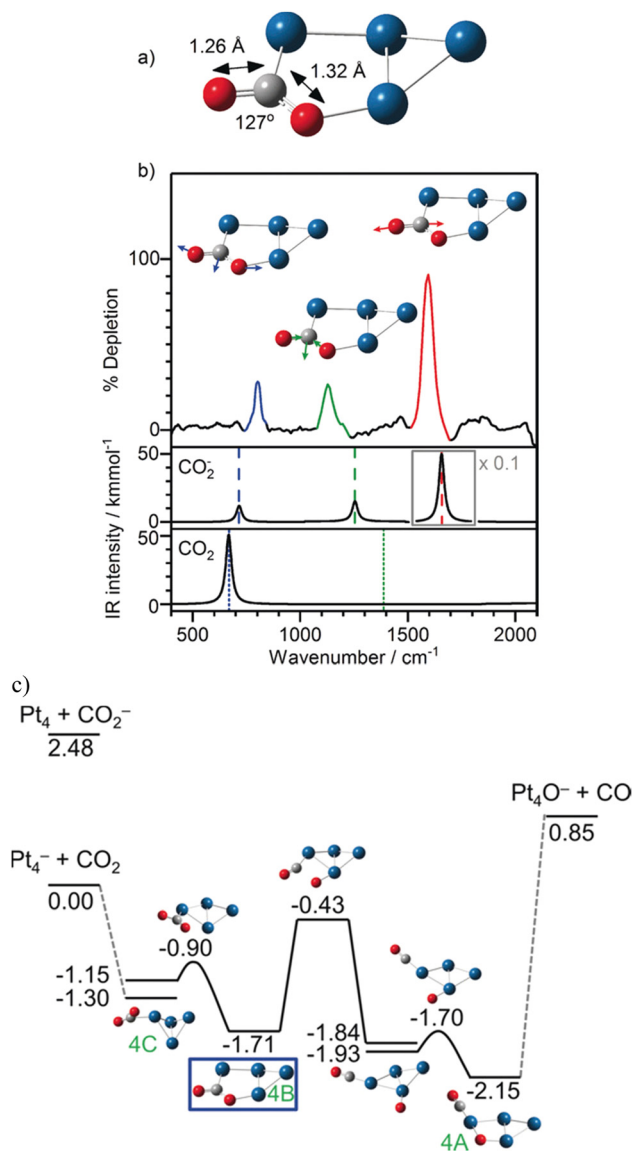 a)
1.26 Å
1.32 Å
127°
b)
100
% Depletion
0
50
CO₂⁻
x 0.1
0
50
CO₂
0
IR intensity / kmmol⁻¹
500 1000 1500 2000
Wavenumber / cm⁻¹
c)
Pt₄ + CO₂⁻
2.48
Pt₄O⁻ + CO
0.85
Pt₄⁻ + CO₂
0.00
-0.43
-0.90
-1.15
-1.30
4C
-1.71
4B
-1.84
-1.93
-1.70
-2.15
4A